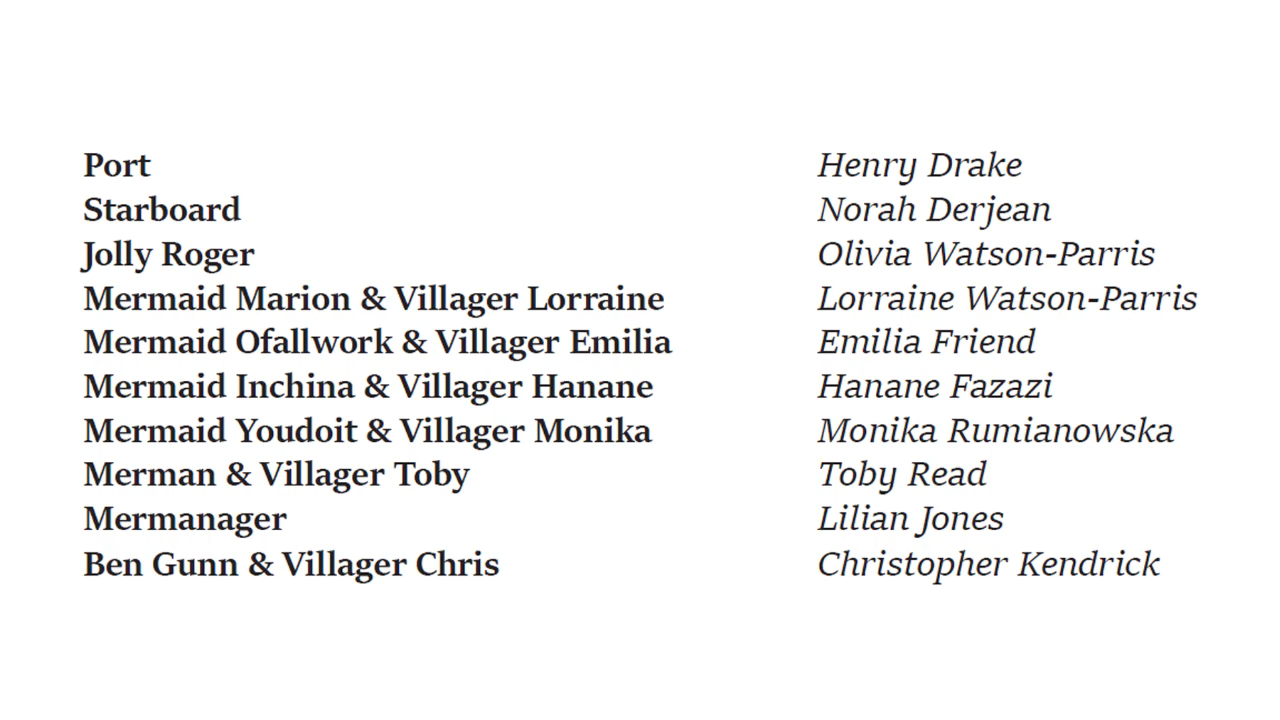 Port Henry Drake
Starboard Norah Derjean
Jolly Roger Olivia Watson-Parris
Mermaid Marion & Villager Lorraine Lorraine Watson-Parris
Mermaid Ofallwork & Villager Emilia Emilia Friend
Mermaid Inchina & Villager Hanane Hanane Fazazi
Mermaid Youdoit & Villager Monika Monika Rumianowska
Merman & Villager Toby Toby Read
Mermanager Lilian Jones
Ben Gunn & Villager Chris Christopher Kendrick